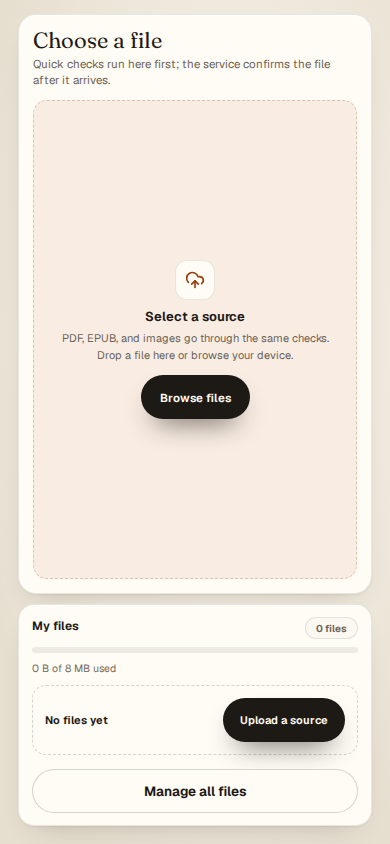 Choose a file
Quick checks run here first; the service confirms the file
after it arrives.
Select a source
PDF, EPUB, and images go through the same checks.
Drop a file here or browse your device.
Browse files
My files
0 files
0 B of 8 MB used
No files yet
Upload a source
Manage all files